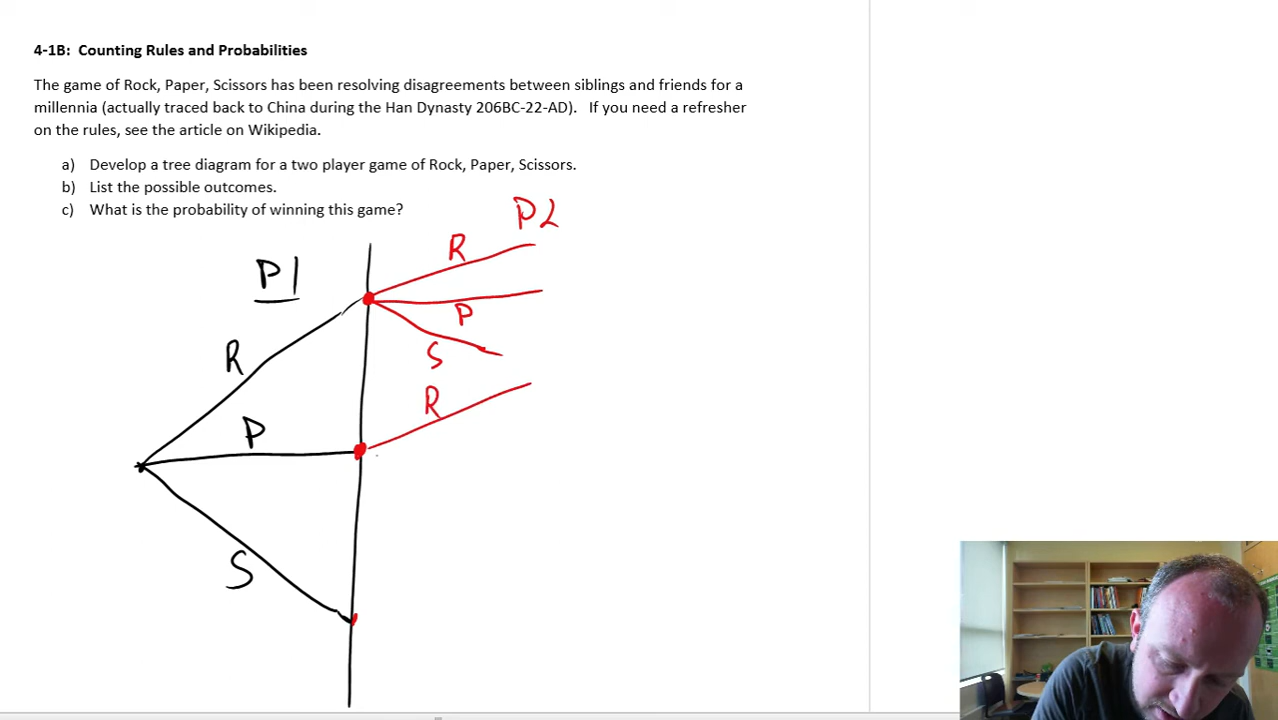 4-1B: Counting Rules and Probabilities
The game of Rock, Paper, Scissors has been resolving disagreements between siblings and friends for a
millennia (actually traced back to China during the Han Dynasty 206BC-22-AD). If you need a refresher
on the rules, see the article on Wikipedia.
a) Develop a tree diagram for a two player game of Rock, Paper, Scissors.
b) List the possible outcomes.
c) What is the probability of winning this game?
P2
R
P1
P
S
R
R
P
S